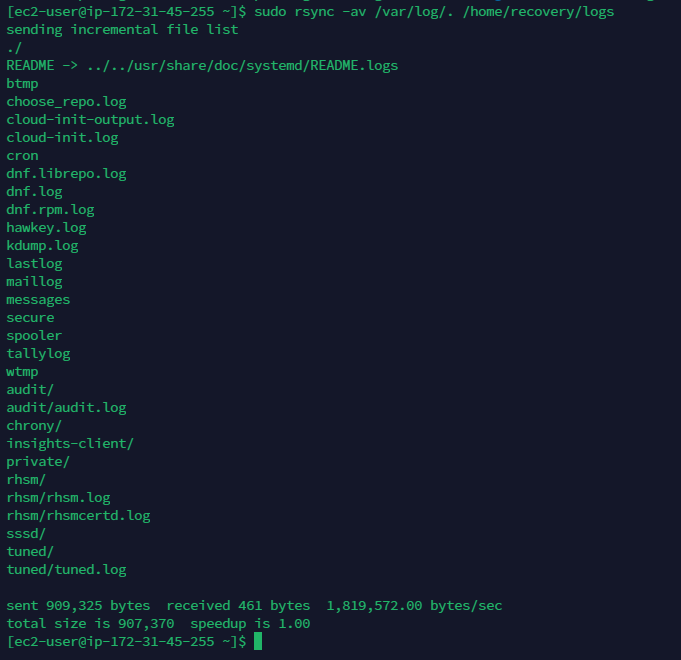 [ec2-user@ip-172-31-45-255 ~]$ sudo rsync -av /var/log/. /home/recovery/logs
sending incremental file list
./
README -> ../../usr/share/doc/systemd/README.logs
btmp
choose_repo.log
cloud-init-output.log
cloud-init.log
cron
dnf.librepo.log
dnf.log
dnf.rpm.log
hawkey.log
kdump.log
lastlog
maillog
messages
secure
spooler
tallylog
wtmp
audit/
audit/audit.log
chrony/
insights-client/
private/
rhsm/
rhsm/rhsm.log
rhsm/rhsmcertd.log
sssd/
tuned/
tuned/tuned.log
sent 909,325 bytes  received 461 bytes  1,819,572.00 bytes/sec
total size is 907,370  speedup is 1.00
[ec2-user@ip-172-31-45-255 ~]$